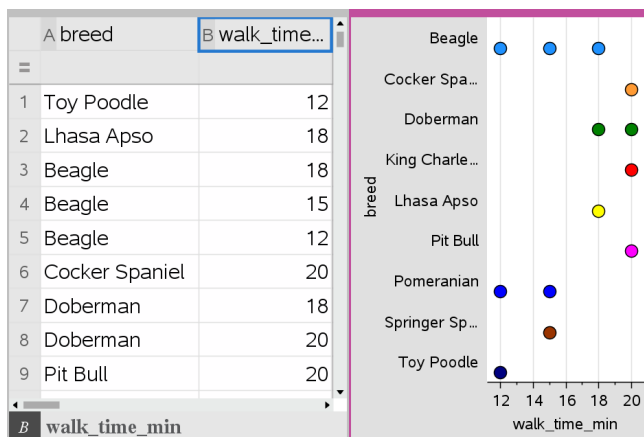 A breed B walk_time...
=
1 Toy Poodle 12
2 Lhasa Apso 18
3 Beagle 18
4 Beagle 15
5 Beagle 12
6 Cocker Spaniel 20
7 Doberman 18
8 Doberman 20
9 Pit Bull 20
B walk_time_min
breed
Beagle
Cocker Spa...
Doberman
King Charle...
Lhasa Apso
Pit Bull
Pomeranian
Springer Sp...
Toy Poodle
12 14 16 18 20
walk_time_min